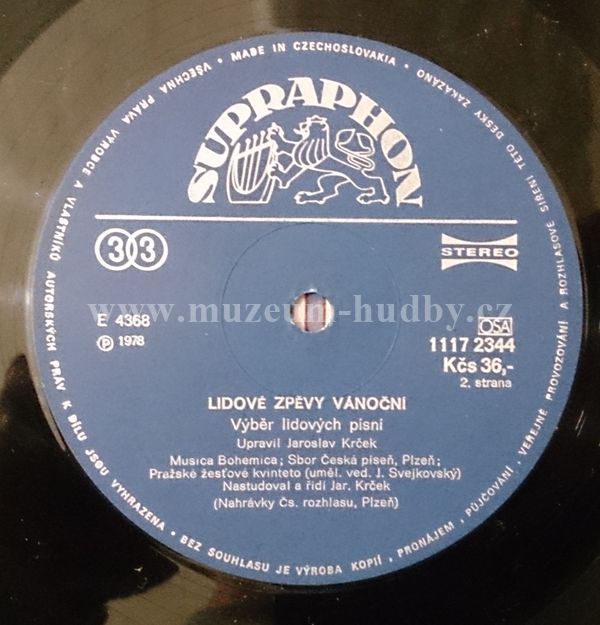 VŠECHNA PRÁVA VÝROBCE A VLASTNÍKŮ AUTORSKÝCH PRÁV K DÍLU JSOU VYHRAZENA • BEZ SOUHLASU JE VÝROBA KOPIÍ, PRONÁJEM, PŮJČOVÁNÍ, VEŘEJNÉ PROVOZOVÁNÍ A ROZHLASOVÉ ŠÍŘENÍ TÉTO DESKY ZAKÁZÁNO • MADE IN CZECHOSLOVAKIA •
SUPRAPHON
33
STEREO
www.muzeum-hudby.cz
E 4368
OSA
Ⓟ 1978
1117 2344
Kčs 36,-
2. strana
LIDOVÉ ZPĚVY VÁNOČNÍ
Výběr lidových písní
Upravil Jaroslav Krček
Musica Bohemica; Sbor Česká píseň, Plzeň;
Pražské žesťové kvinteto (uměl. ved. J. Svejkovský)
Nastudoval a řídí Jar. Krček
(Nahrávky Čs. rozhlasu, Plzeň)